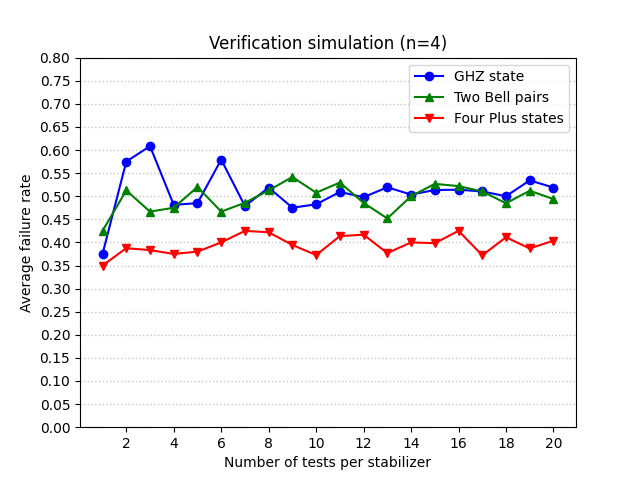 Verification simulation (n=4)
GHZ state
Two Bell pairs
Four Plus states
Average failure rate
0.80
0.75
0.70
0.65
0.60
0.55
0.50
0.45
0.40
0.35
0.30
0.25
0.20
0.15
0.10
0.05
0.00
2 4 6 8 10 12 14 16 18 20
Number of tests per stabilizer